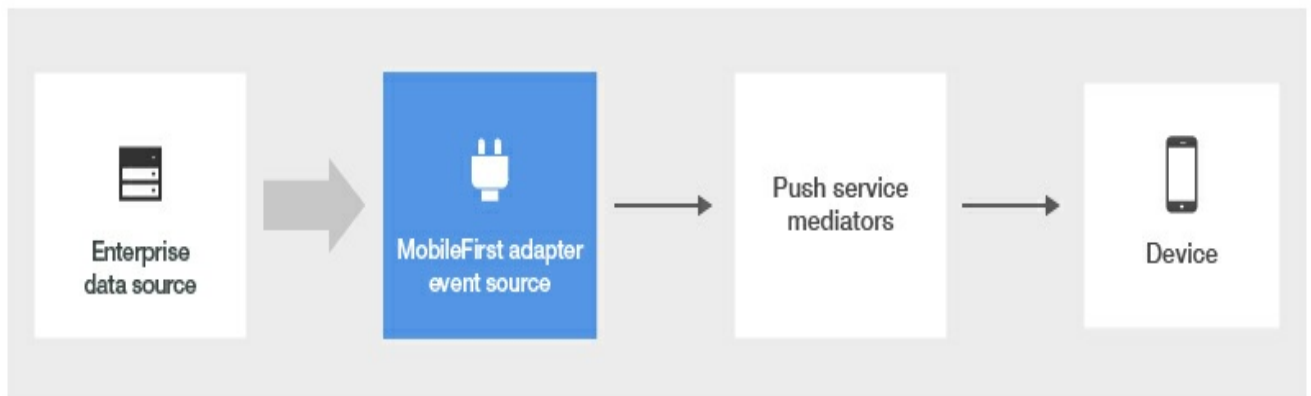 Enterprise
data source
MobileFirst adapter
event source
Push service
mediators
Device